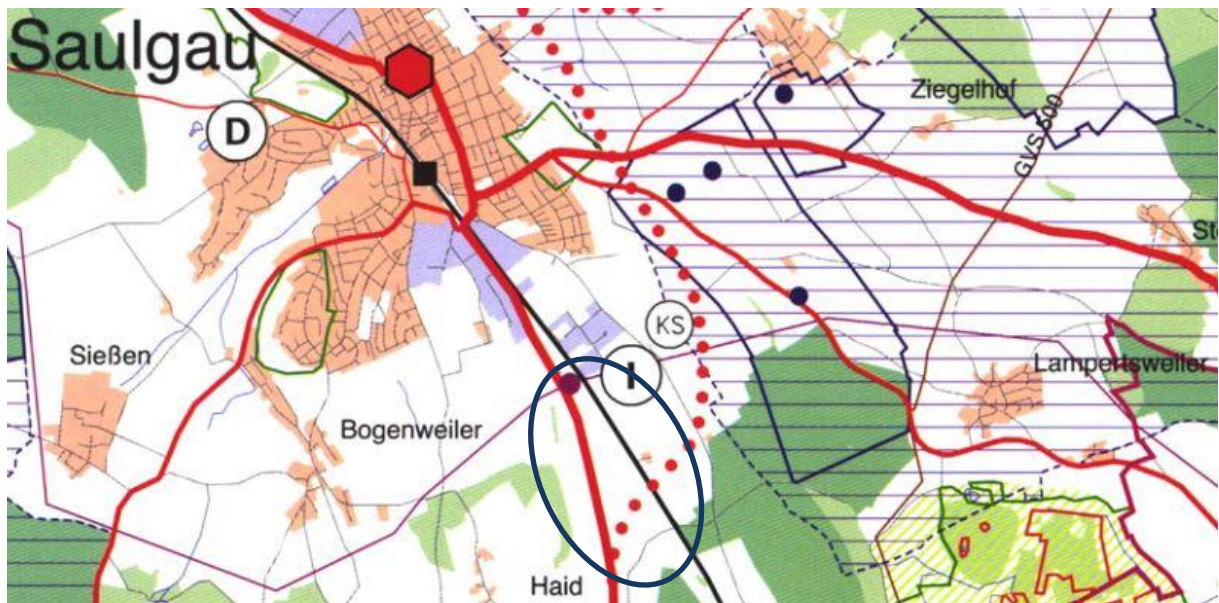 Saulgau
Ziegelhof
D
GVS 500
KS
Sießen
I
Lampertsweiler
Bogenweiler
Haid